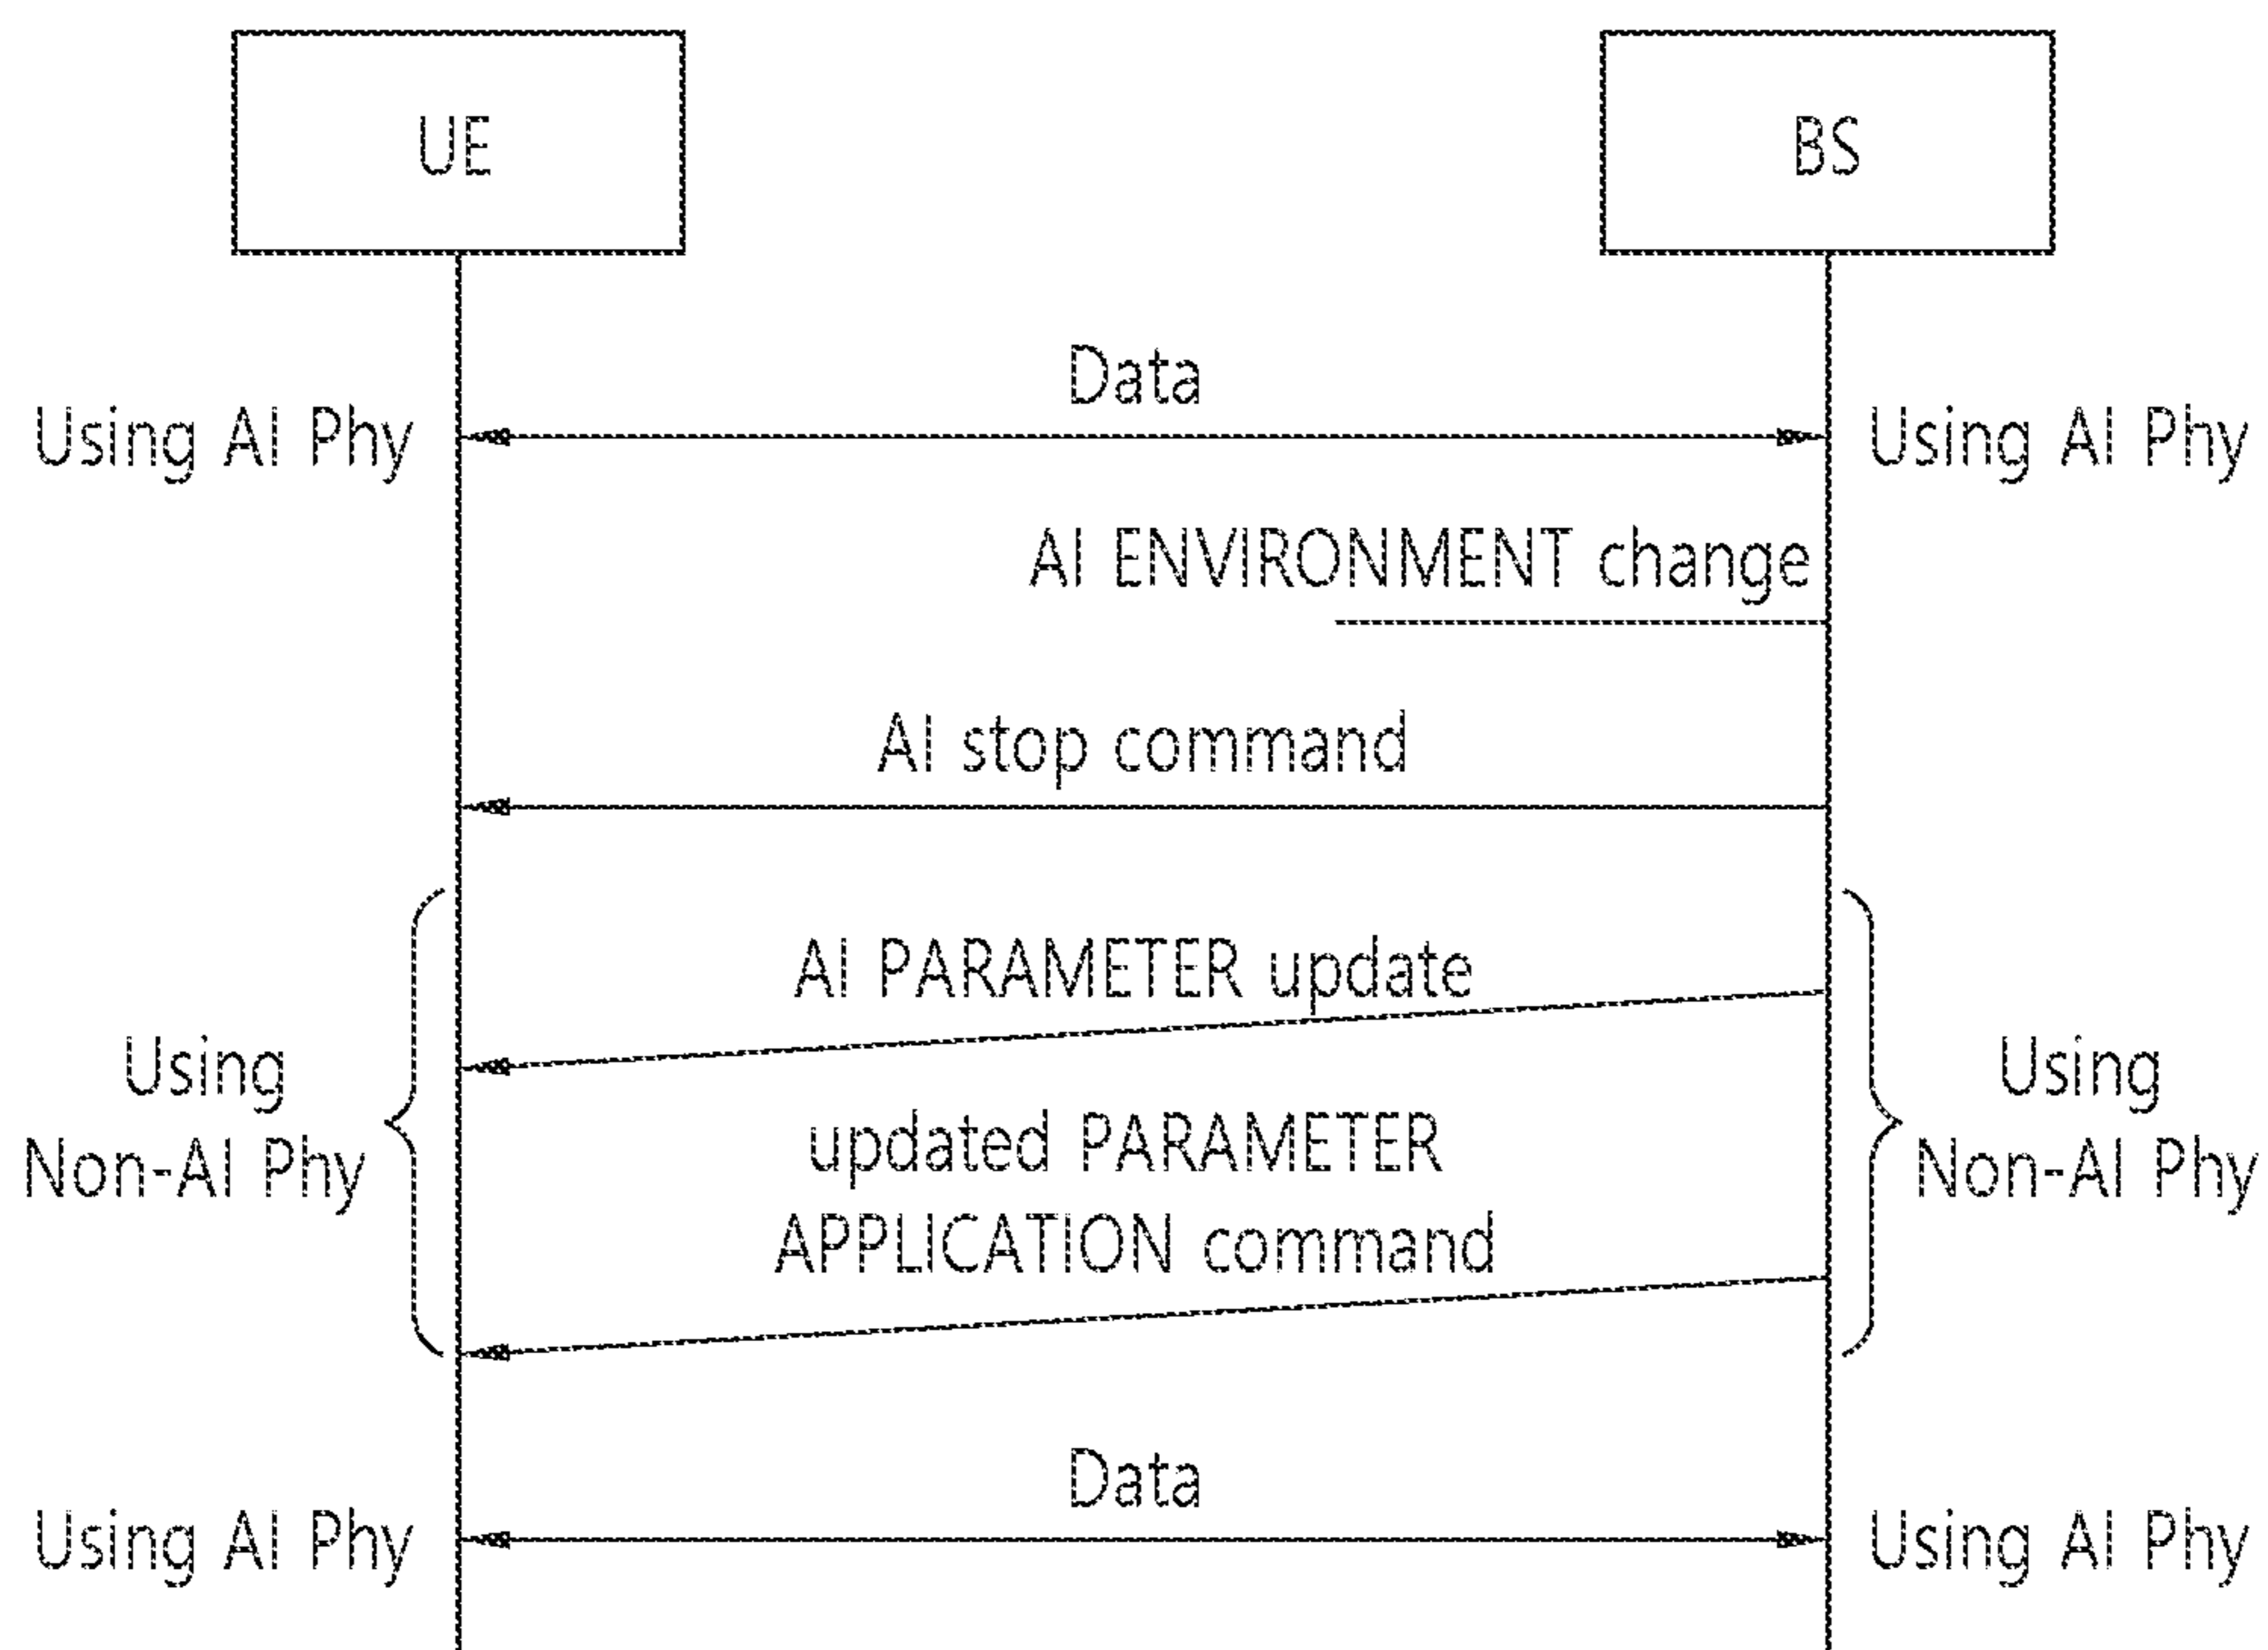 UE
BS
Data
Using AI Phy
Using AI Phy
AI ENVIRONMENT change
AI stop command
AI PARAMETER update
Using
Non-AI Phy
Using
Non-AI Phy
updated PARAMETER
APPLICATION command
Data
Using AI Phy
Using AI Phy